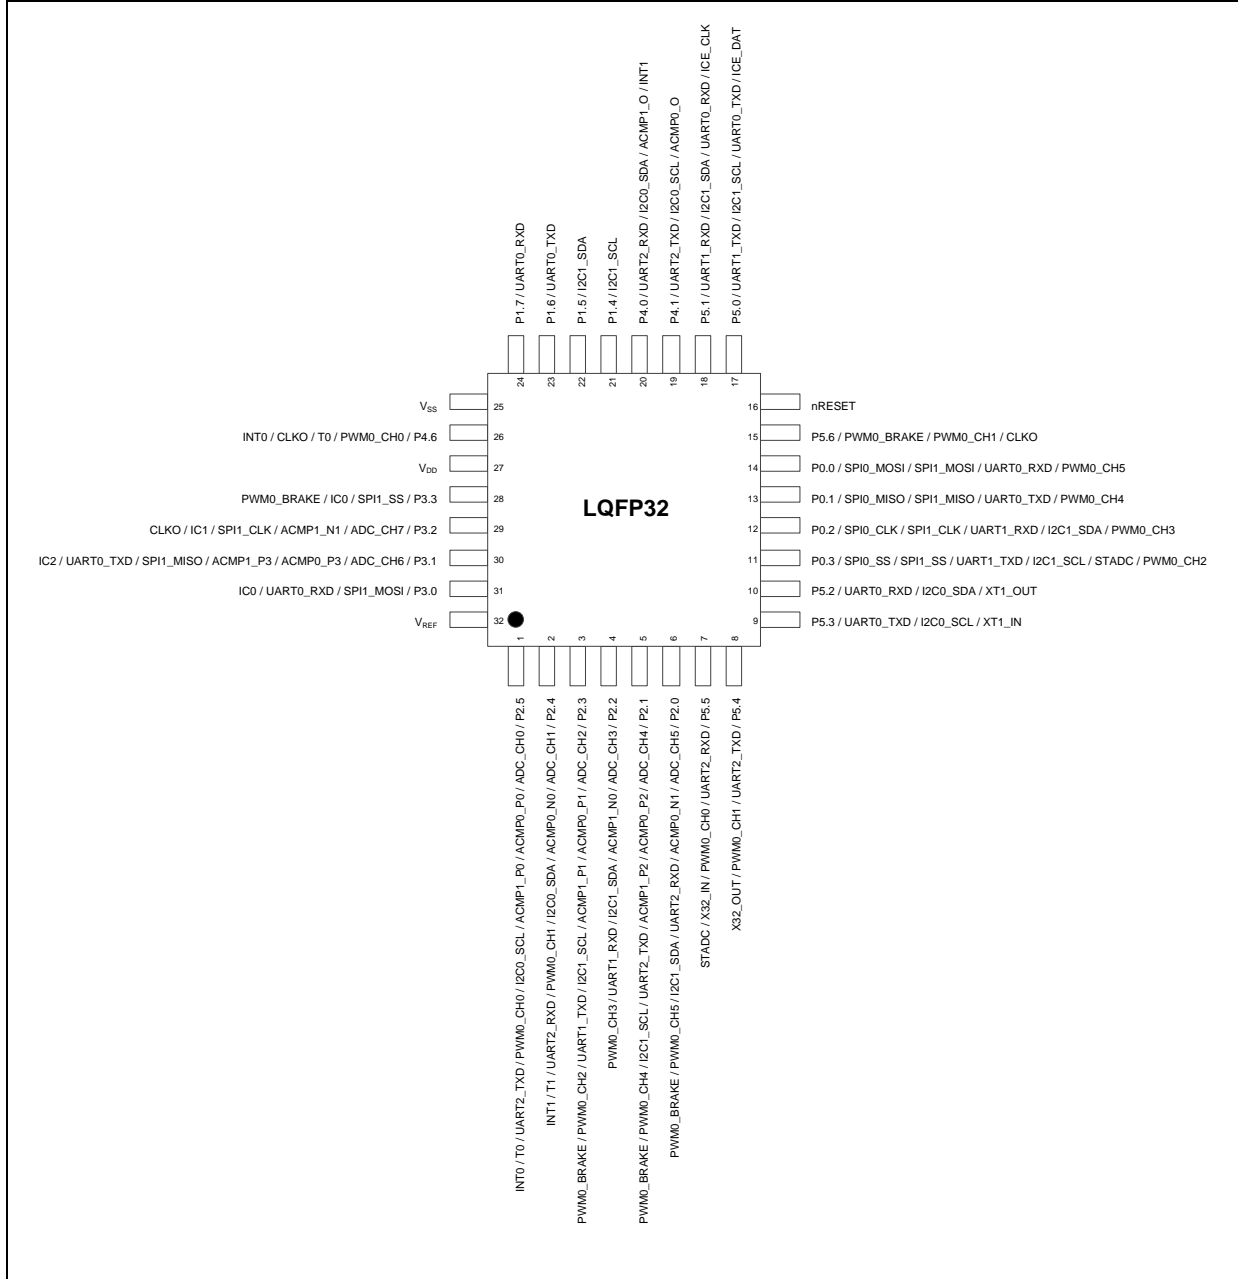 P1.7 / UART0_RXD
P1.6 / UART0_TXD
P1.5 / I2C1_SDA
P1.4 / I2C1_SCL
P4.0 / UART2_RXD / I2C0_SDA / ACMP1_O / INT1
P4.1 / UART2_TXD / I2C0_SCL / ACMP0_O
P5.1 / UART1_RXD / I2C1_SDA / UART0_RXD / ICE_CLK
P5.0 / UART1_TXD / I2C1_SCL / UART0_TXD / ICE_DAT
24 23 22 21 20 19 18 17
VSS 25
INT0 / CLKO / T0 / PWM0_CH0 / P4.6 26
VDD 27
PWM0_BRAKE / IC0 / SPI1_SS / P3.3 28
CLKO / IC1 / SPI1_CLK / ACMP1_N1 / ADC_CH7 / P3.2 29
IC2 / UART0_TXD / SPI1_MISO / ACMP1_P3 / ACMP0_P3 / ADC_CH6 / P3.1 30
IC0 / UART0_RXD / SPI1_MOSI / P3.0 31
VREF 32
LQFP32
16 nRESET
15 P5.6 / PWM0_BRAKE / PWM0_CH1 / CLKO
14 P0.0 / SPI0_MOSI / SPI1_MOSI / UART0_RXD / PWM0_CH5
13 P0.1 / SPI0_MISO / SPI1_MISO / UART0_TXD / PWM0_CH4
12 P0.2 / SPI0_CLK / SPI1_CLK / UART1_RXD / I2C1_SDA / PWM0_CH3
11 P0.3 / SPI0_SS / SPI1_SS / UART1_TXD / I2C1_SCL / STADC / PWM0_CH2
10 P5.2 / UART0_RXD / I2C0_SDA / XT1_OUT
9 P5.3 / UART0_TXD / I2C0_SCL / XT1_IN
1 2 3 4 5 6 7 8
INT0 / T0 / UART2_TXD / PWM0_CH0 / I2C0_SCL / ACMP1_P0 / ACMP0_P0 / ADC_CH0 / P2.5
INT1 / T1 / UART2_RXD / PWM0_CH1 / I2C0_SDA / ACMP0_N0 / ADC_CH1 / P2.4
PWM0_BRAKE / PWM0_CH2 / UART1_TXD / I2C1_SCL / ACMP1_P1 / ACMP0_P1 / ADC_CH2 / P2.3
PWM0_CH3 / UART1_RXD / I2C1_SDA / ACMP1_N0 / ADC_CH3 / P2.2
PWM0_BRAKE / PWM0_CH4 / I2C1_SCL / UART2_TXD / ACMP1_P2 / ACMP0_P2 / ADC_CH4 / P2.1
PWM0_BRAKE / PWM0_CH5 / I2C1_SDA / UART2_RXD / ACMP0_N1 / ADC_CH5 / P2.0
STADC / X32_IN / PWM0_CH0 / UART2_RXD / P5.5
X32_OUT / PWM0_CH1 / UART2_TXD / P5.4